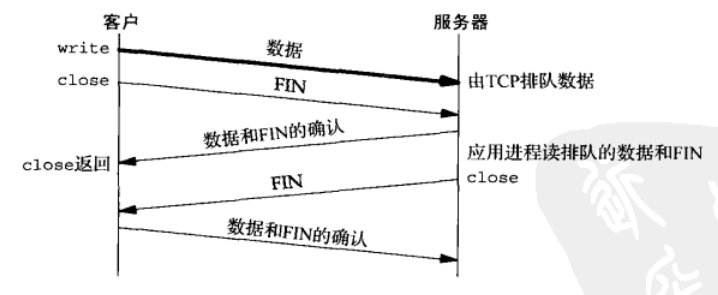 客户
服务器
write
数据
close
FIN
由TCP排队数据
数据和FIN的确认
应用进程读排队的数据和FIN
close返回
FIN
close
数据和FIN的确认